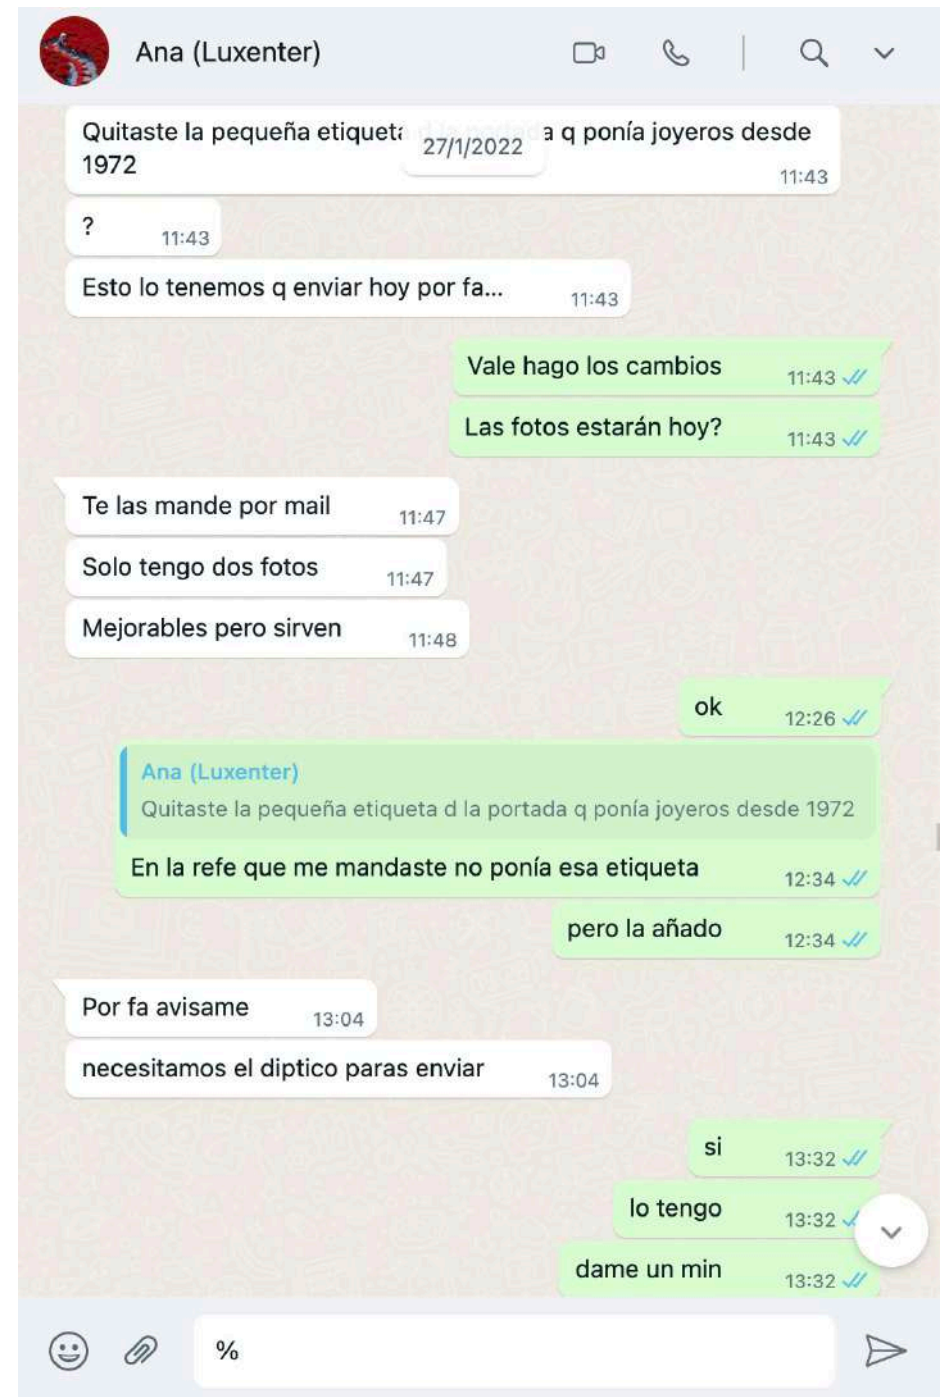 Ana (Luxenter)
27/1/2022
Quitaste la pequeña etiqueta d la portada q ponía joyeros desde
1972
11:43
?
11:43
Esto lo tenemos q enviar hoy por fa...
11:43
Vale hago los cambios
11:43
Las fotos estarán hoy?
11:43
Te las mande por mail
11:47
Solo tengo dos fotos
11:47
Mejorables pero sirven
11:48
ok
12:26
Ana (Luxenter)
Quitaste la pequeña etiqueta d la portada q ponía joyeros desde 1972
En la refe que me mandaste no ponía esa etiqueta
12:34
pero la añado
12:34
Por fa avisame
13:04
necesitamos el diptico paras enviar
13:04
si
13:32
lo tengo
13:32
dame un min
13:32
%